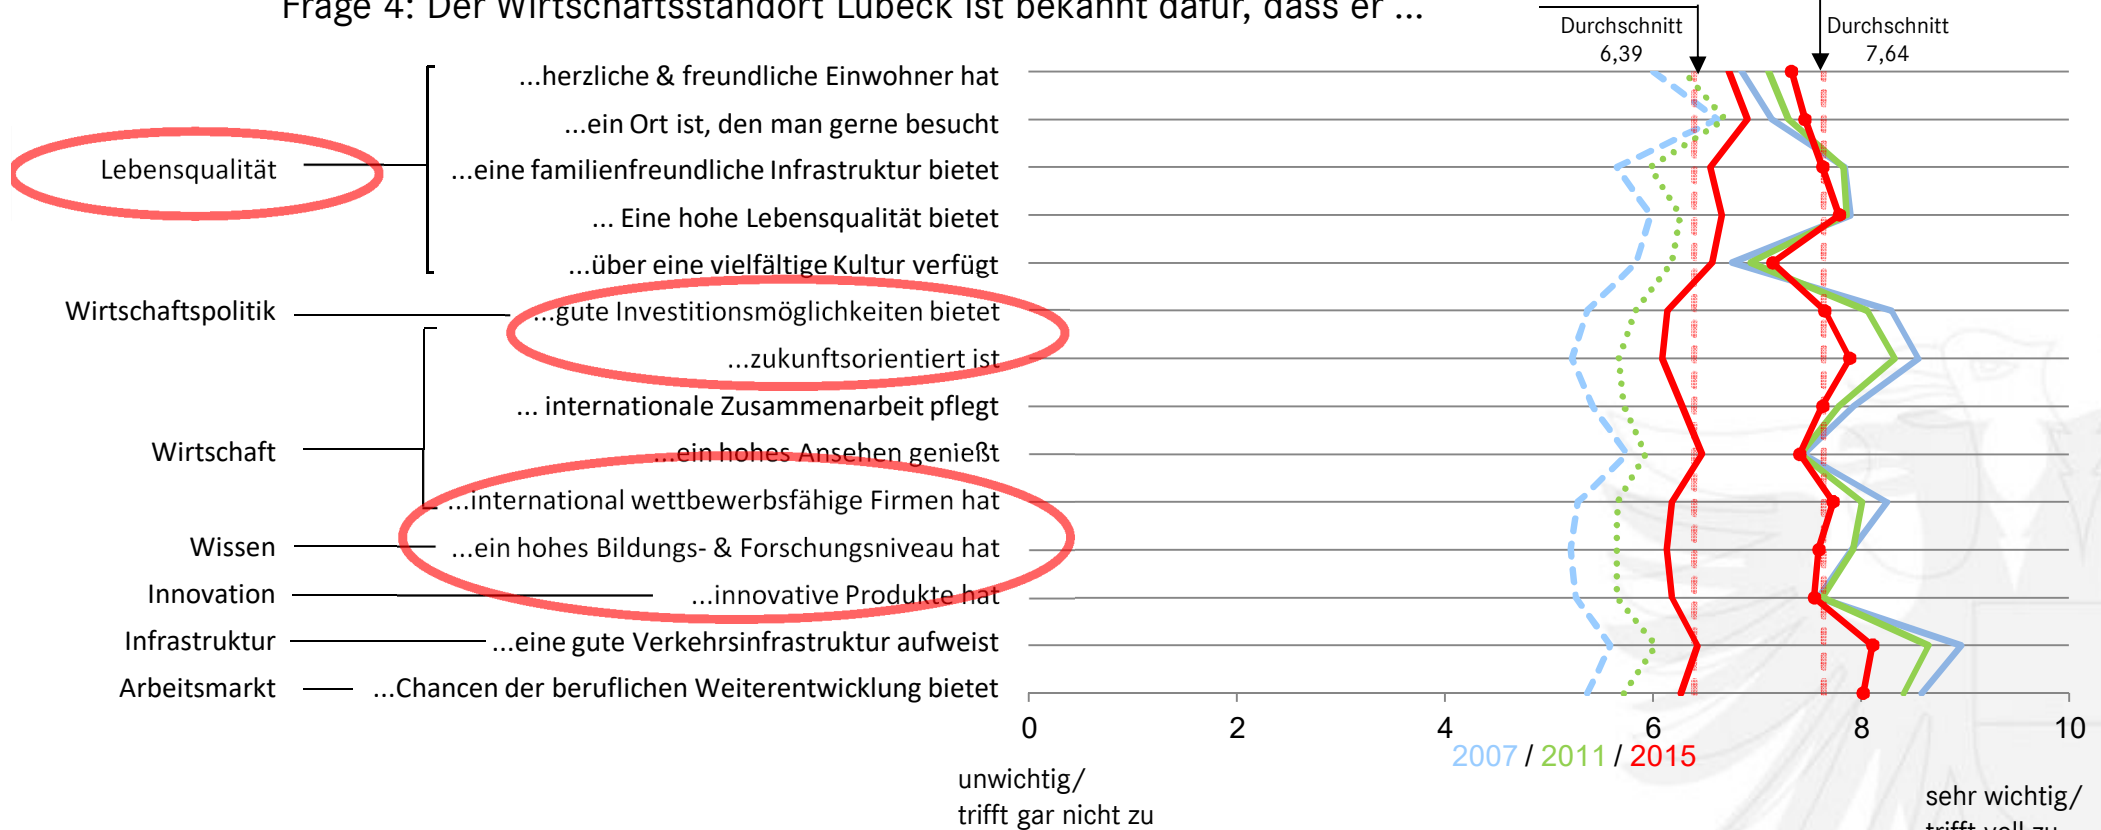 Frage 4: Der Wirtschaftsstandort Lübeck ist bekannt dafür, dass er ...
Durchschnitt
6,39
Durchschnitt
7,64
...herzliche & freundliche Einwohner hat
...ein Ort ist, den man gerne besucht
Lebensqualität
...eine familienfreundliche Infrastruktur bietet
... Eine hohe Lebensqualität bietet
...über eine vielfältige Kultur verfügt
Wirtschaftspolitik
...gute Investitionsmöglichkeiten bietet
...zukunftsorientiert ist
... internationale Zusammenarbeit pflegt
Wirtschaft
...ein hohes Ansehen genießt
...international wettbewerbsfähige Firmen hat
Wissen
...ein hohes Bildungs- & Forschungsniveau hat
Innovation
...innovative Produkte hat
Infrastruktur
...eine gute Verkehrsinfrastruktur aufweist
Arbeitsmarkt
...Chancen der beruflichen Weiterentwicklung bietet
0 2 4 6 8 10
2007 / 2011 / 2015
unwichtig/
trifft gar nicht zu
sehr wichtig/
trifft voll zu